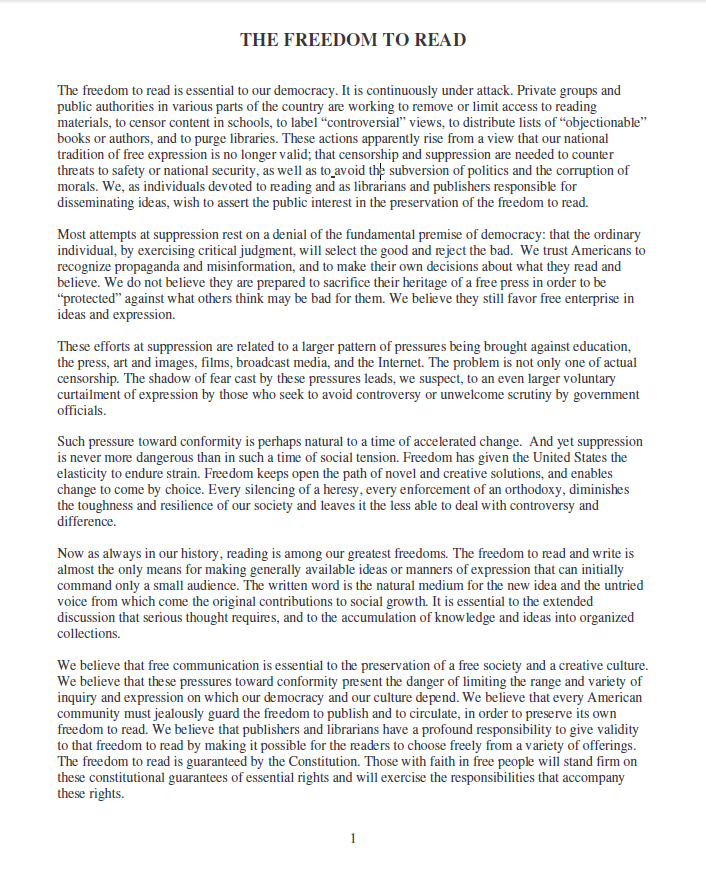 THE FREEDOM TO READ
The freedom to read is essential to our democracy. It is continuously under attack. Private groups and
public authorities in various parts of the country are working to remove or limit access to reading
materials, to censor content in schools, to label “controversial” views, to distribute lists of “objectionable”
books or authors, and to purge libraries. These actions apparently rise from a view that our national
tradition of free expression is no longer valid; that censorship and suppression are needed to counter
threats to safety or national security, as well as to avoid the subversion of politics and the corruption of
morals. We, as individuals devoted to reading and as librarians and publishers responsible for
disseminating ideas, wish to assert the public interest in the preservation of the freedom to read.
Most attempts at suppression rest on a denial of the fundamental premise of democracy: that the ordinary
individual, by exercising critical judgment, will select the good and reject the bad. We trust Americans to
recognize propaganda and misinformation, and to make their own decisions about what they read and
believe. We do not believe they are prepared to sacrifice their heritage of a free press in order to be
“protected” against what others think may be bad for them. We believe they still favor free enterprise in
ideas and expression.
These efforts at suppression are related to a larger pattern of pressures being brought against education,
the press, art and images, films, broadcast media, and the Internet. The problem is not only one of actual
censorship. The shadow of fear cast by these pressures leads, we suspect, to an even larger voluntary
curtailment of expression by those who seek to avoid controversy or unwelcome scrutiny by government
officials.
Such pressure toward conformity is perhaps natural to a time of accelerated change. And yet suppression
is never more dangerous than in such a time of social tension. Freedom has given the United States the
elasticity to endure strain. Freedom keeps open the path of novel and creative solutions, and enables
change to come by choice. Every silencing of a heresy, every enforcement of an orthodoxy, diminishes
the toughness and resilience of our society and leaves it the less able to deal with controversy and
difference.
Now as always in our history, reading is among our greatest freedoms. The freedom to read and write is
almost the only means for making generally available ideas or manners of expression that can initially
command only a small audience. The written word is the natural medium for the new idea and the untried
voice from which come the original contributions to social growth. It is essential to the extended
discussion that serious thought requires, and to the accumulation of knowledge and ideas into organized
collections.
We believe that free communication is essential to the preservation of a free society and a creative culture.
We believe that these pressures toward conformity present the danger of limiting the range and variety of
inquiry and expression on which our democracy and our culture depend. We believe that every American
community must jealously guard the freedom to publish and to circulate, in order to preserve its own
freedom to read. We believe that publishers and librarians have a profound responsibility to give validity
to that freedom to read by making it possible for the readers to choose freely from a variety of offerings.
The freedom to read is guaranteed by the Constitution. Those with faith in free people will stand firm on
these constitutional guarantees of essential rights and will exercise the responsibilities that accompany
these rights.
1